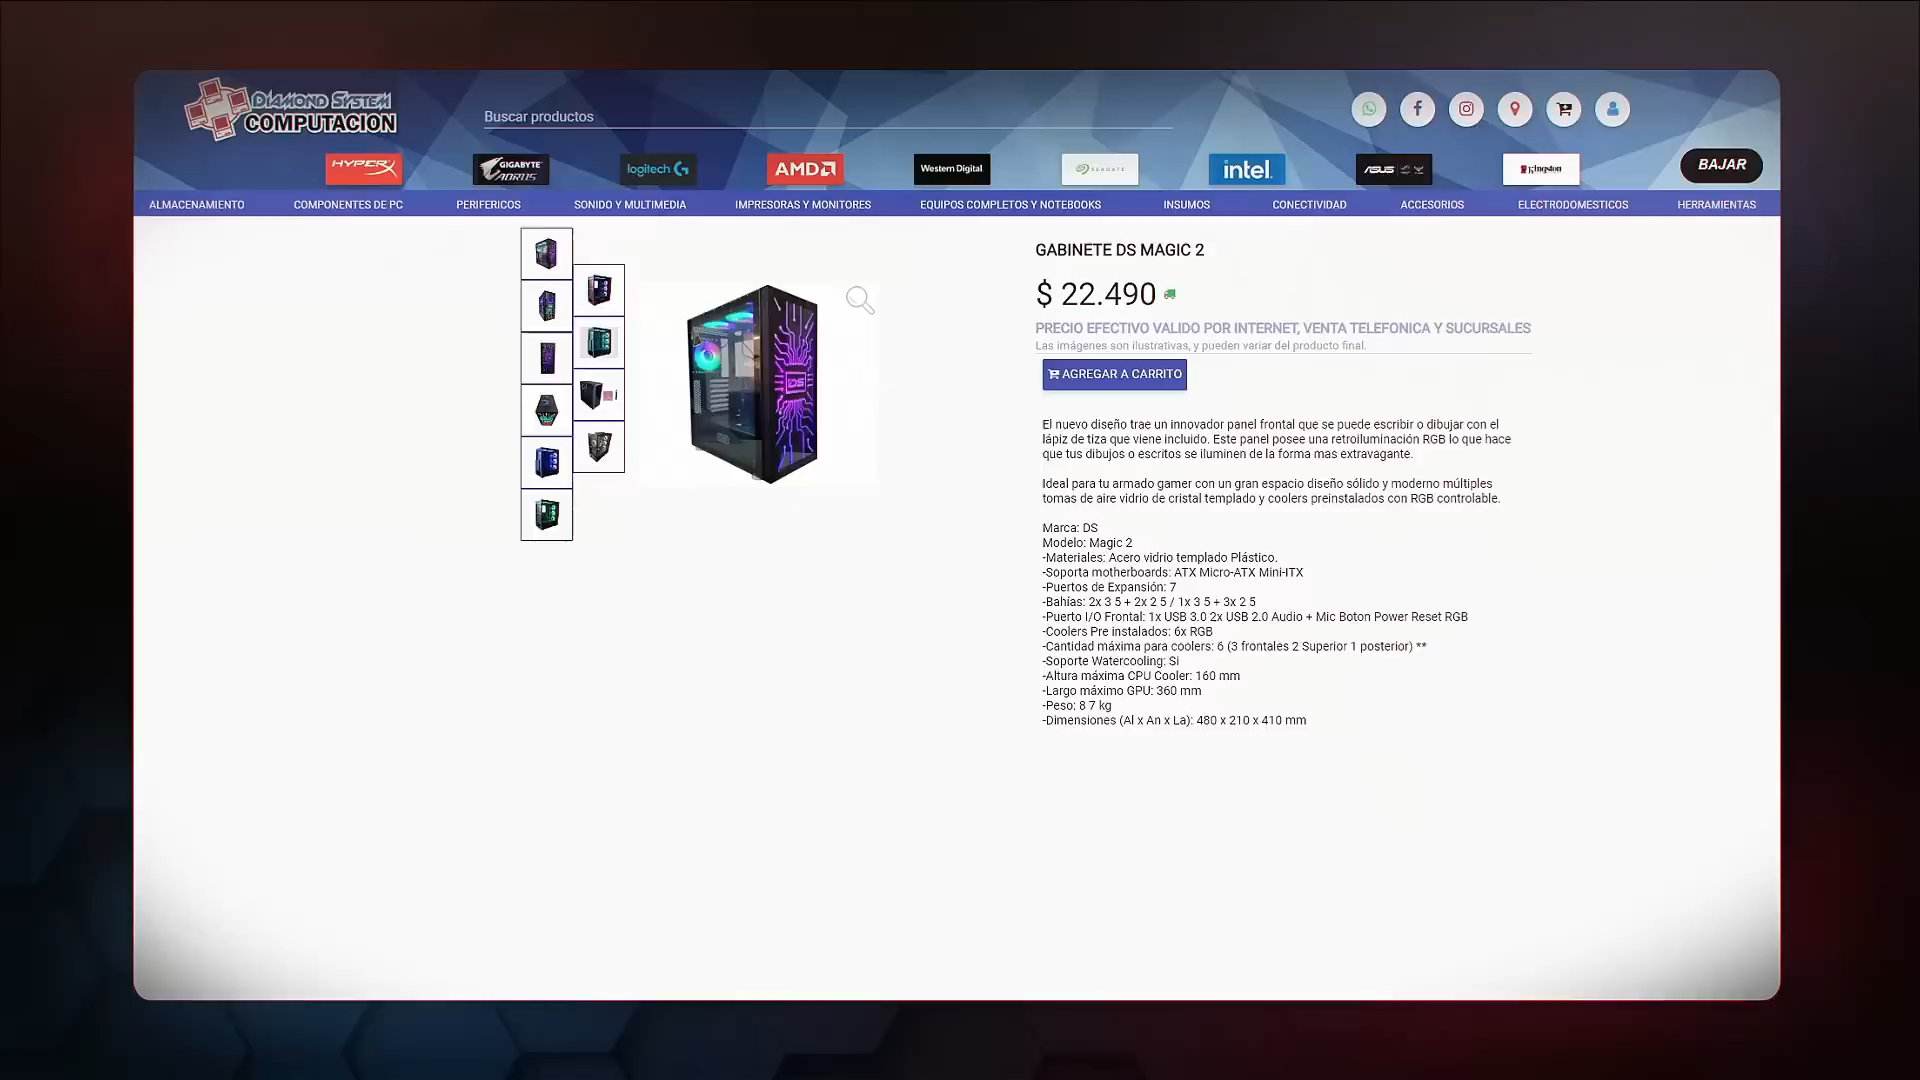 DIAMOND SYSTEM
COMPUTACION
Buscar productos
HYPERX
GIGABYTE
AORUS
logitech G
AMD
Western Digital
SEAGATE
intel.
ASUS
Kingston
BAJAR
ALMACENAMIENTO
COMPONENTES DE PC
PERIFERICOS
SONIDO Y MULTIMEDIA
IMPRESORAS Y MONITORES
EQUIPOS COMPLETOS Y NOTEBOOKS
INSUMOS
CONECTIVIDAD
ACCESORIOS
ELECTRODOMESTICOS
HERRAMIENTAS
GABINETE DS MAGIC 2
$ 22.490
PRECIO EFECTIVO VALIDO POR INTERNET, VENTA TELEFONICA Y SUCURSALES
Las imágenes son ilustrativas, y pueden variar del producto final.
AGREGAR A CARRITO
DS
El nuevo diseño trae un innovador panel frontal que se puede escribir o dibujar con el
lápiz de tiza que viene incluido. Este panel posee una retroiluminación RGB lo que hace
que tus dibujos o escritos se iluminen de la forma mas extravagante.
Ideal para tu armado gamer con un gran espacio diseño sólido y moderno múltiples
tomas de aire vidrio de cristal templado y coolers preinstalados con RGB controlable.
Marca: DS
Modelo: Magic 2
-Materiales: Acero vidrio templado Plástico.
-Soporta motherboards: ATX Micro-ATX Mini-ITX
-Puertos de Expansión: 7
-Bahías: 2x 3 5 + 2x 2 5 / 1x 3 5 + 3x 2 5
-Puerto I/O Frontal: 1x USB 3.0 2x USB 2.0 Audio + Mic Boton Power Reset RGB
-Coolers Pre instalados: 6x RGB
-Cantidad máxima para coolers: 6 (3 frontales 2 Superior 1 posterior) **
-Soporte Watercooling: Si
-Altura máxima CPU Cooler: 160 mm
-Largo máximo GPU: 360 mm
-Peso: 8 7 kg
-Dimensiones (Al x An x La): 480 x 210 x 410 mm